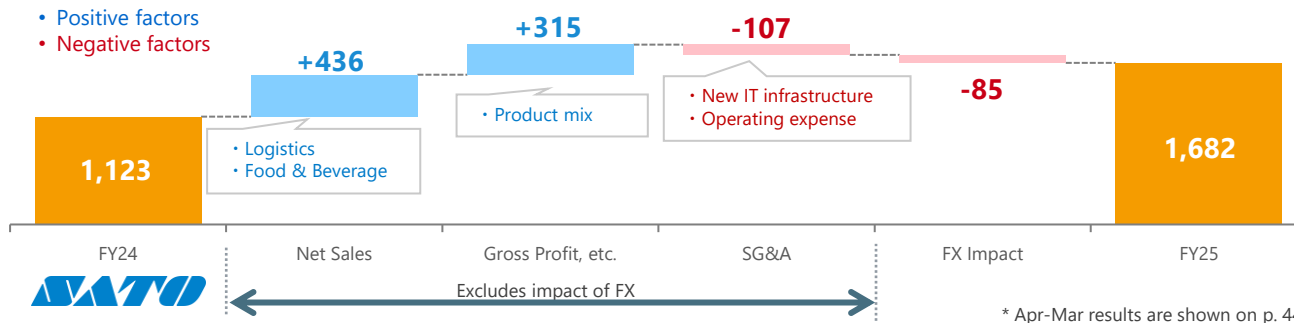 • Positive factors
• Negative factors
+436
+315
-107
-85
・Logistics
・Food & Beverage
・Product mix
・New IT infrastructure
・Operating expense
1,123
1,682
FY24
Net Sales
Gross Profit, etc.
SG&A
FX Impact
FY25
SATO
Excludes impact of FX
* Apr-Mar results are shown on p. 44